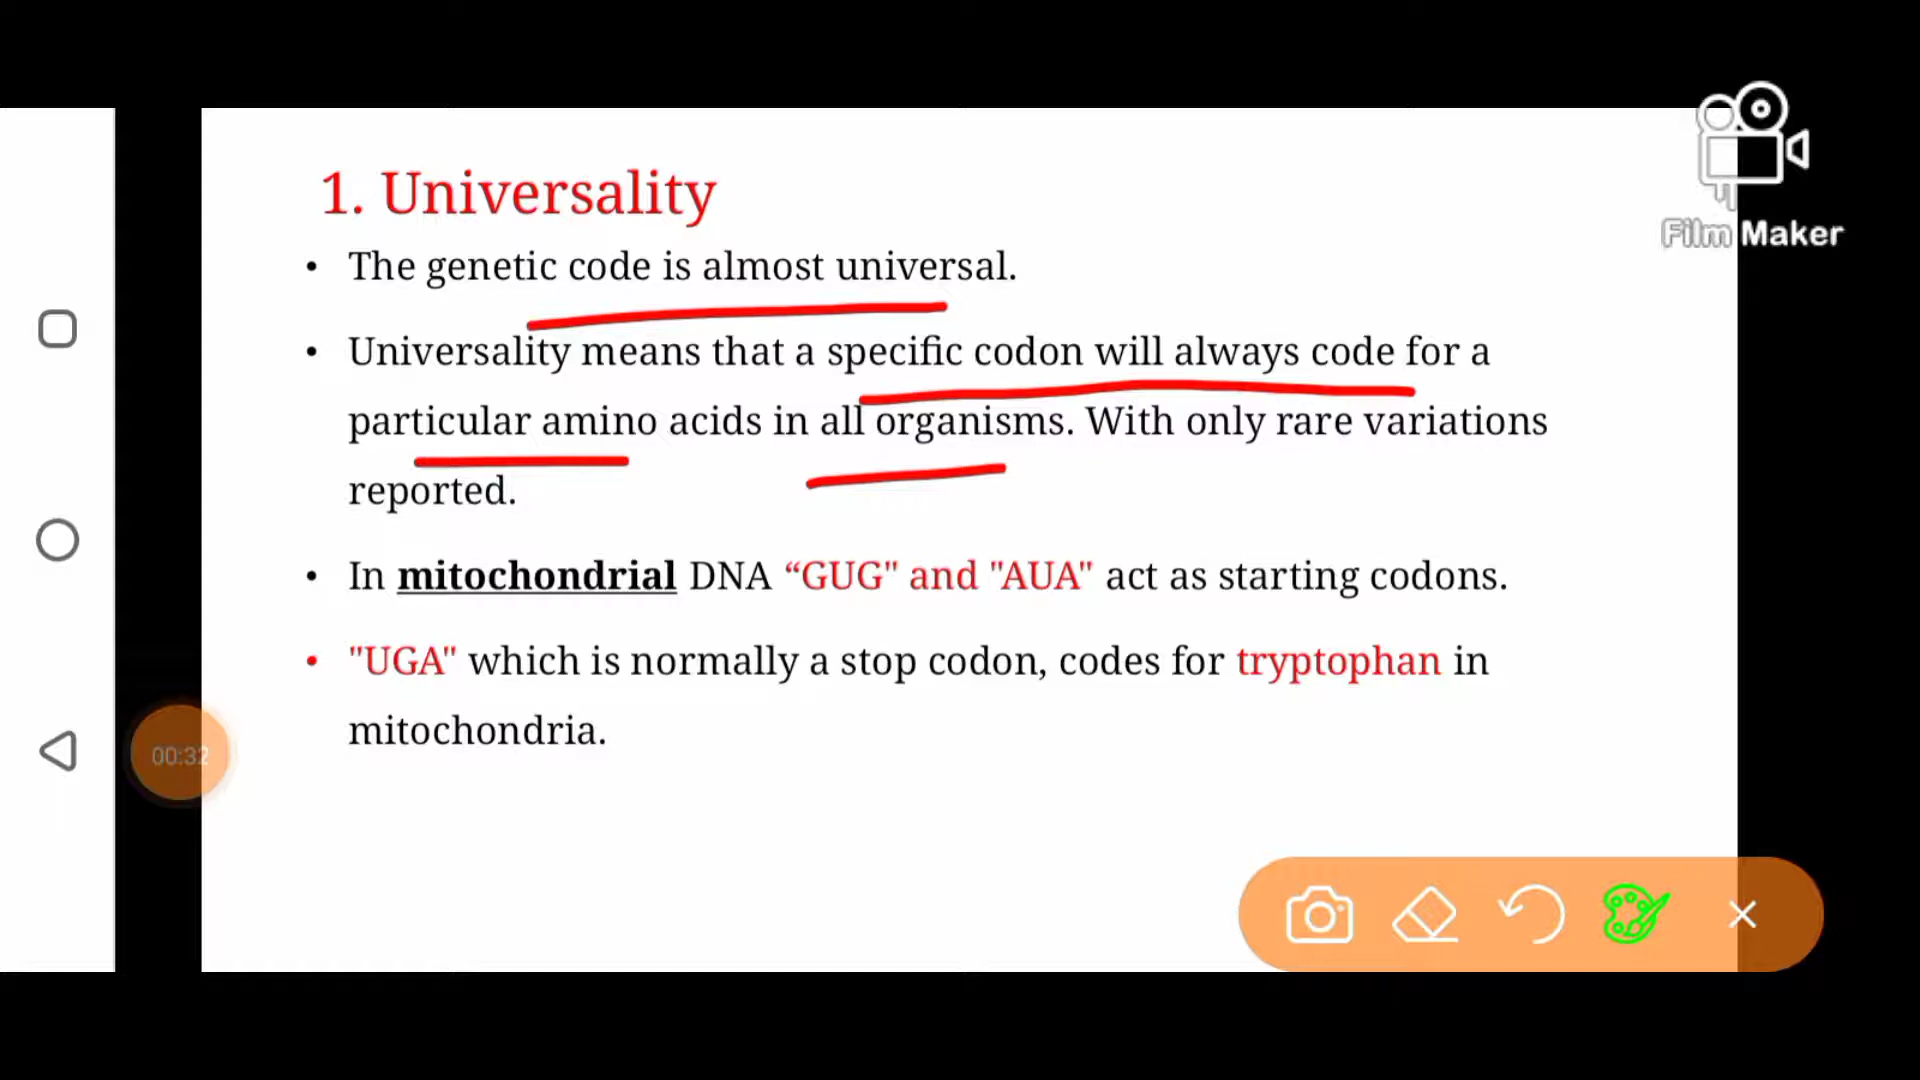 Film Maker
1. Universality
• The genetic code is almost universal.
• Universality means that a specific codon will always code for a
particular amino acids in all organisms. With only rare variations
reported.
• In mitochondrial DNA “GUG" and "AUA" act as starting codons.
• "UGA" which is normally a stop codon, codes for tryptophan in
mitochondria.
00:32